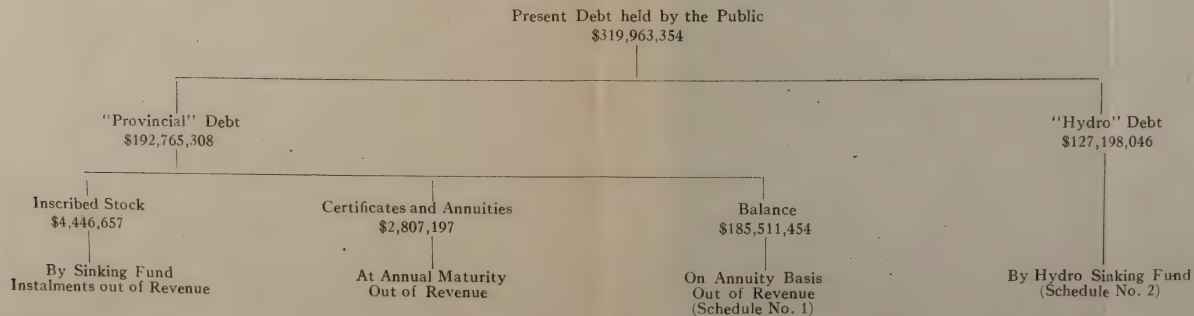 Present Debt held by the Public
$319,963,354
"Provincial" Debt
$192,765,308
"Hydro" Debt
$127,198,046
Inscribed Stock
$4,446,657
Certificates and Annuities
$2,807,197
Balance
$185,511,454
By Sinking Fund
Instalments out of Revenue
At Annual Maturity
Out of Revenue
On Annuity Basis
Out of Revenue
(Schedule No. 1)
By Hydro Sinking Fund
(Schedule No. 2)